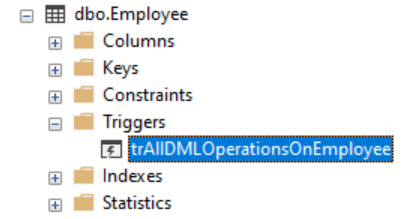 dbo.Employee
Columns
Keys
Constraints
Triggers
trAllDMLOperationsOnEmployee
Indexes
Statistics